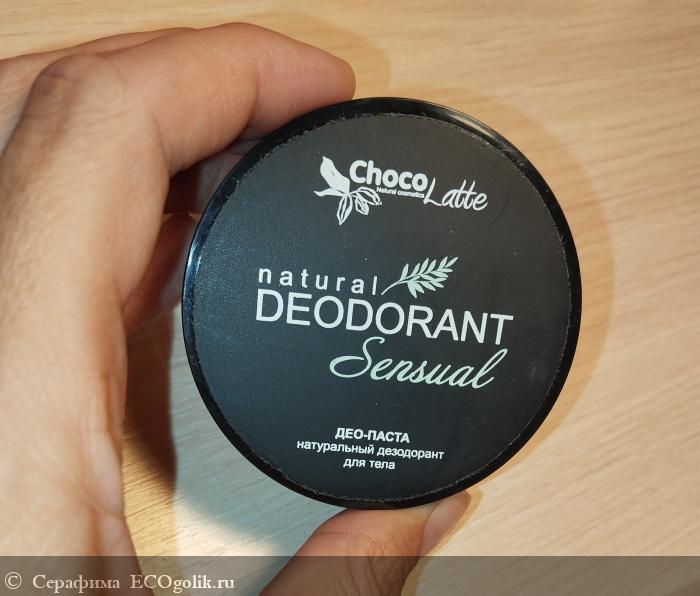 Choco
Natural cosmetics
Latte
natural
DEODORANT
Sensual
ДЕО-ПАСТА
натуральный дезодорант
для тела
© Серафима ECOgolik.ru